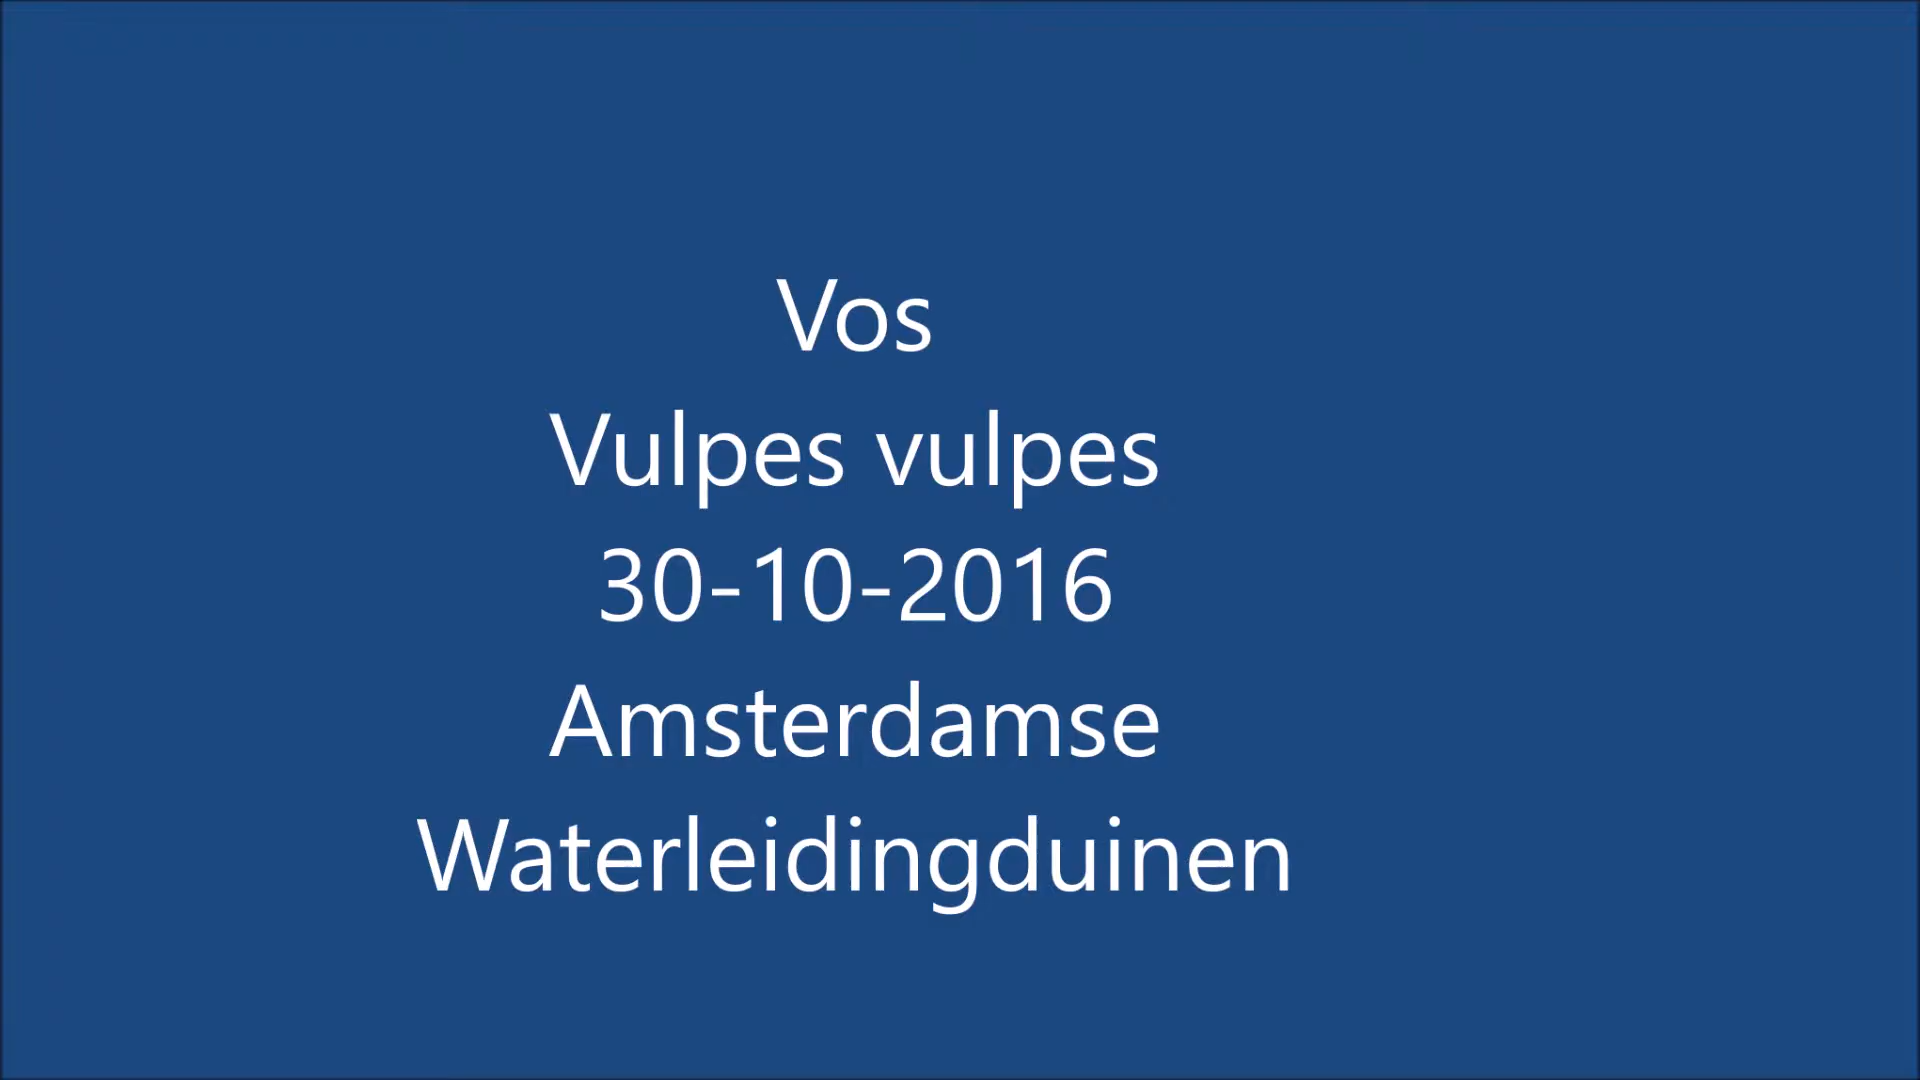 Vos
Vulpes vulpes
30-10-2016
Amsterdamse
Waterleidingduinen